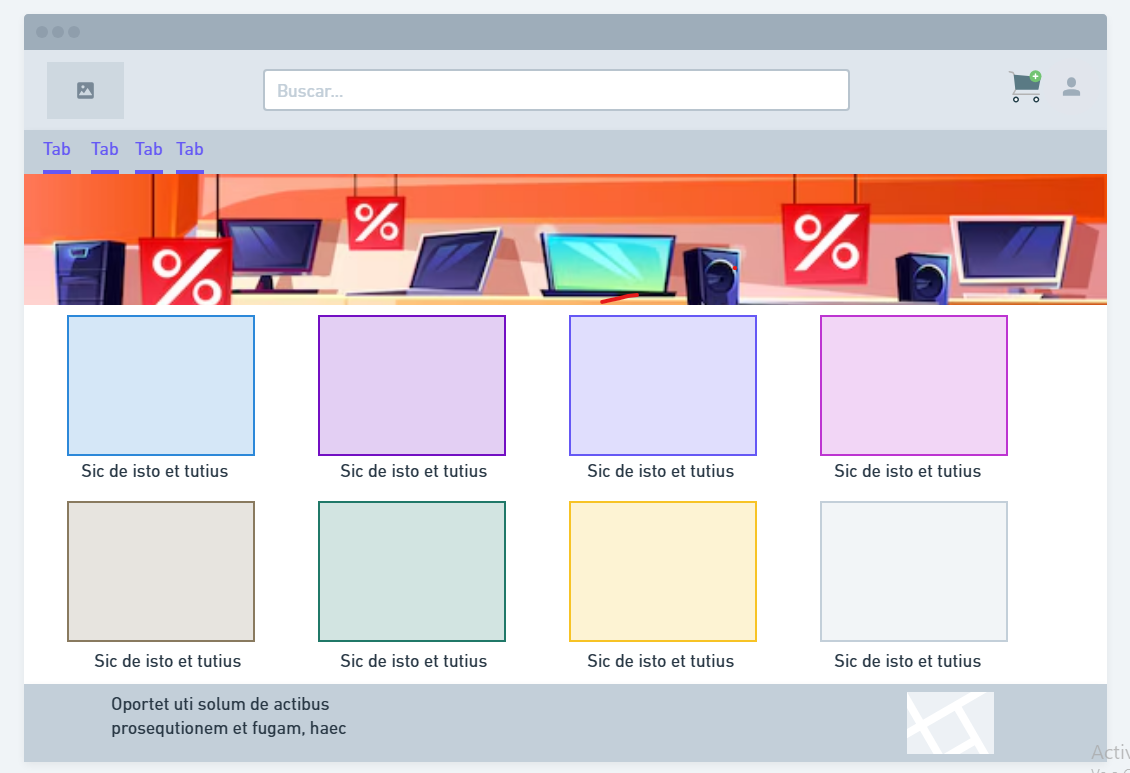 Buscar...
Tab Tab Tab Tab
%
%
%
Sic de isto et tutius Sic de isto et tutius Sic de isto et tutius Sic de isto et tutius
Sic de isto et tutius Sic de isto et tutius Sic de isto et tutius Sic de isto et tutius
Oportet uti solum de actibus
prosequtionem et fugam, haec
Activ